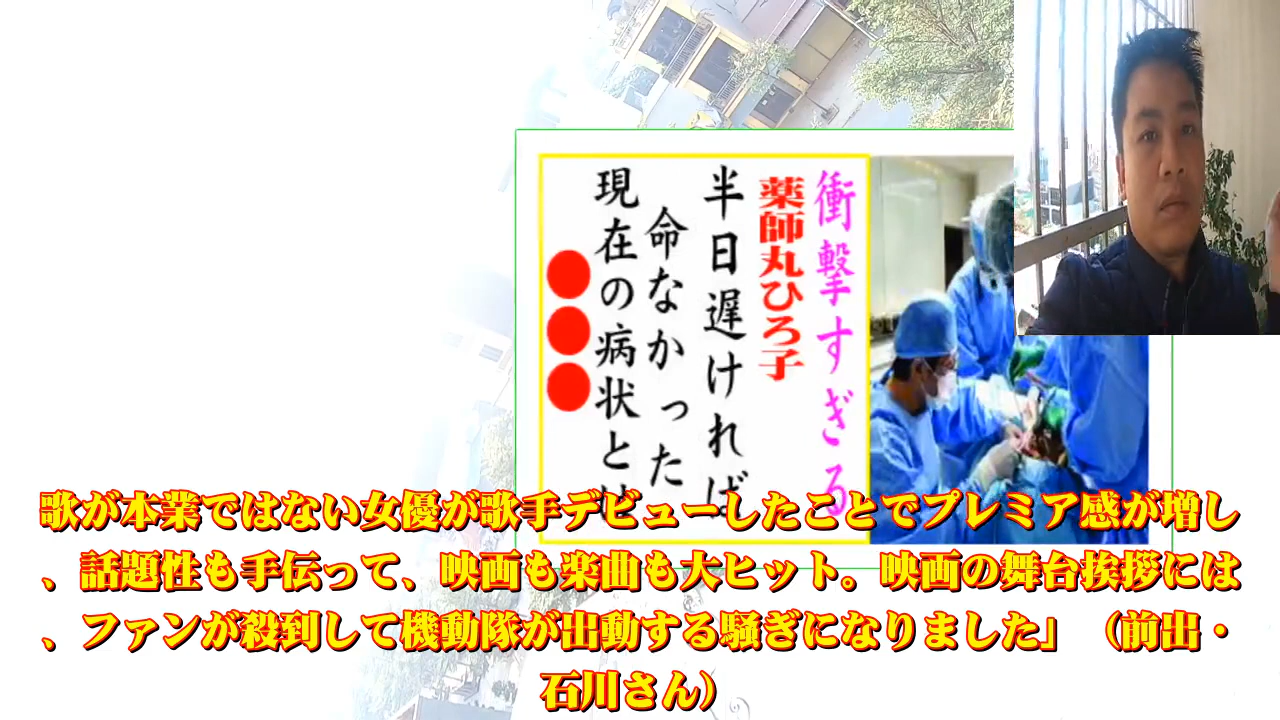 衝撃すぎる
薬師丸ひろ子
半日遅ければ
命なかった
現在の病状とは
歌が本業ではない女優が歌手デビューしたことでプレミア感が増し
、話題性も手伝って、映画も楽曲も大ヒット。映画の舞台挨拶には
、ファンが殺到して機動隊が出動する騒ぎになりました」（前出・
石川さん）